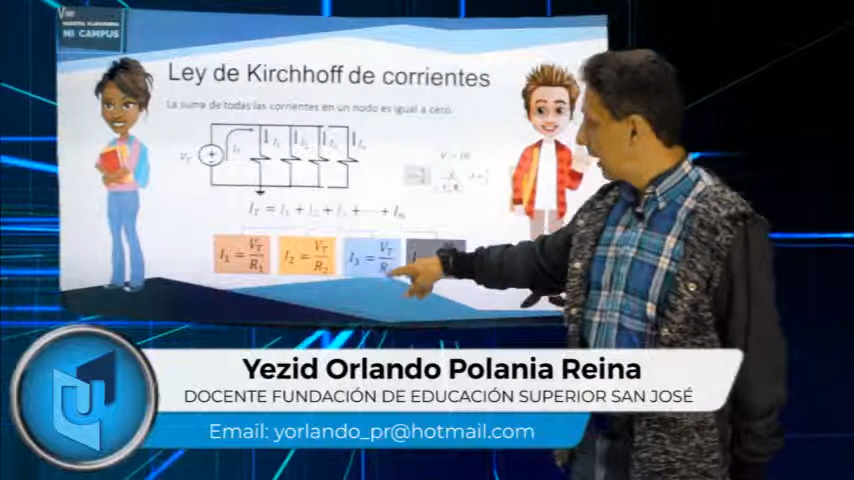 MI CAMPUS
Ley de Kirchhoff de corrientes
La suma de todas las corrientes en un nodo es igual a cero.
I_T = I_1 + I_2 + I_3 + ⋯ + I_n
I_1 = V_T / R_1
I_2 = V_T / R_2
I_3 = V_T / R
Yezid Orlando Polania Reina
DOCENTE FUNDACIÓN DE EDUCACIÓN SUPERIOR SAN JOSÉ
Email: yorlando_pr@hotmail.com